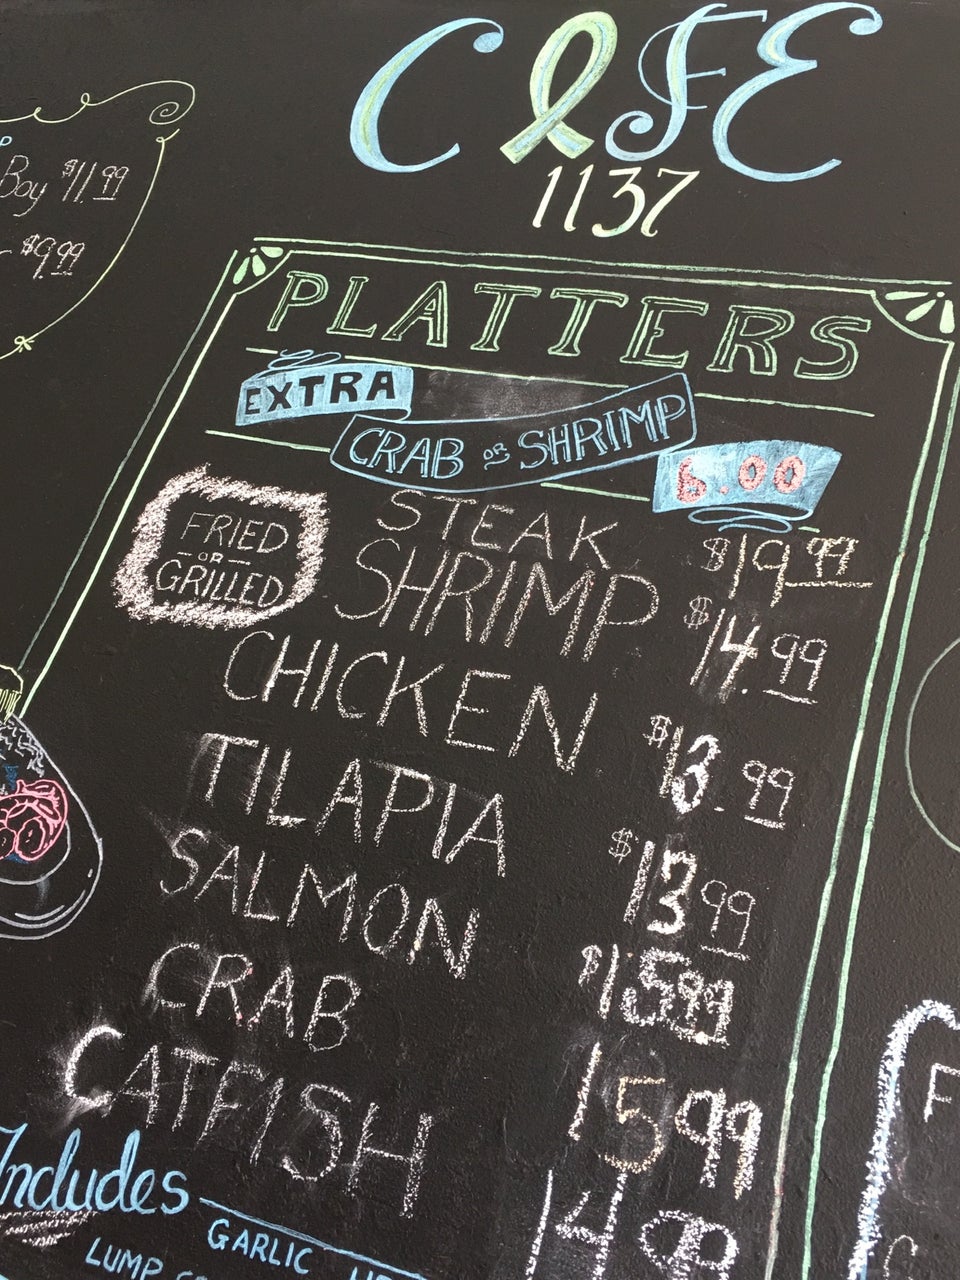 CAFE
1137
Boy $11.99
$9.99
PLATTERS
EXTRA
CRAB OR SHRIMP
6.00
FRIED
-OR-
GRILLED
STEAK $19.99
SHRIMP $14.99
CHICKEN $13.99
TILAPIA $13.99
SALMON $15.99
CRAB 15 99
CATFISH 14 99
Includes
GARLIC
LUMP